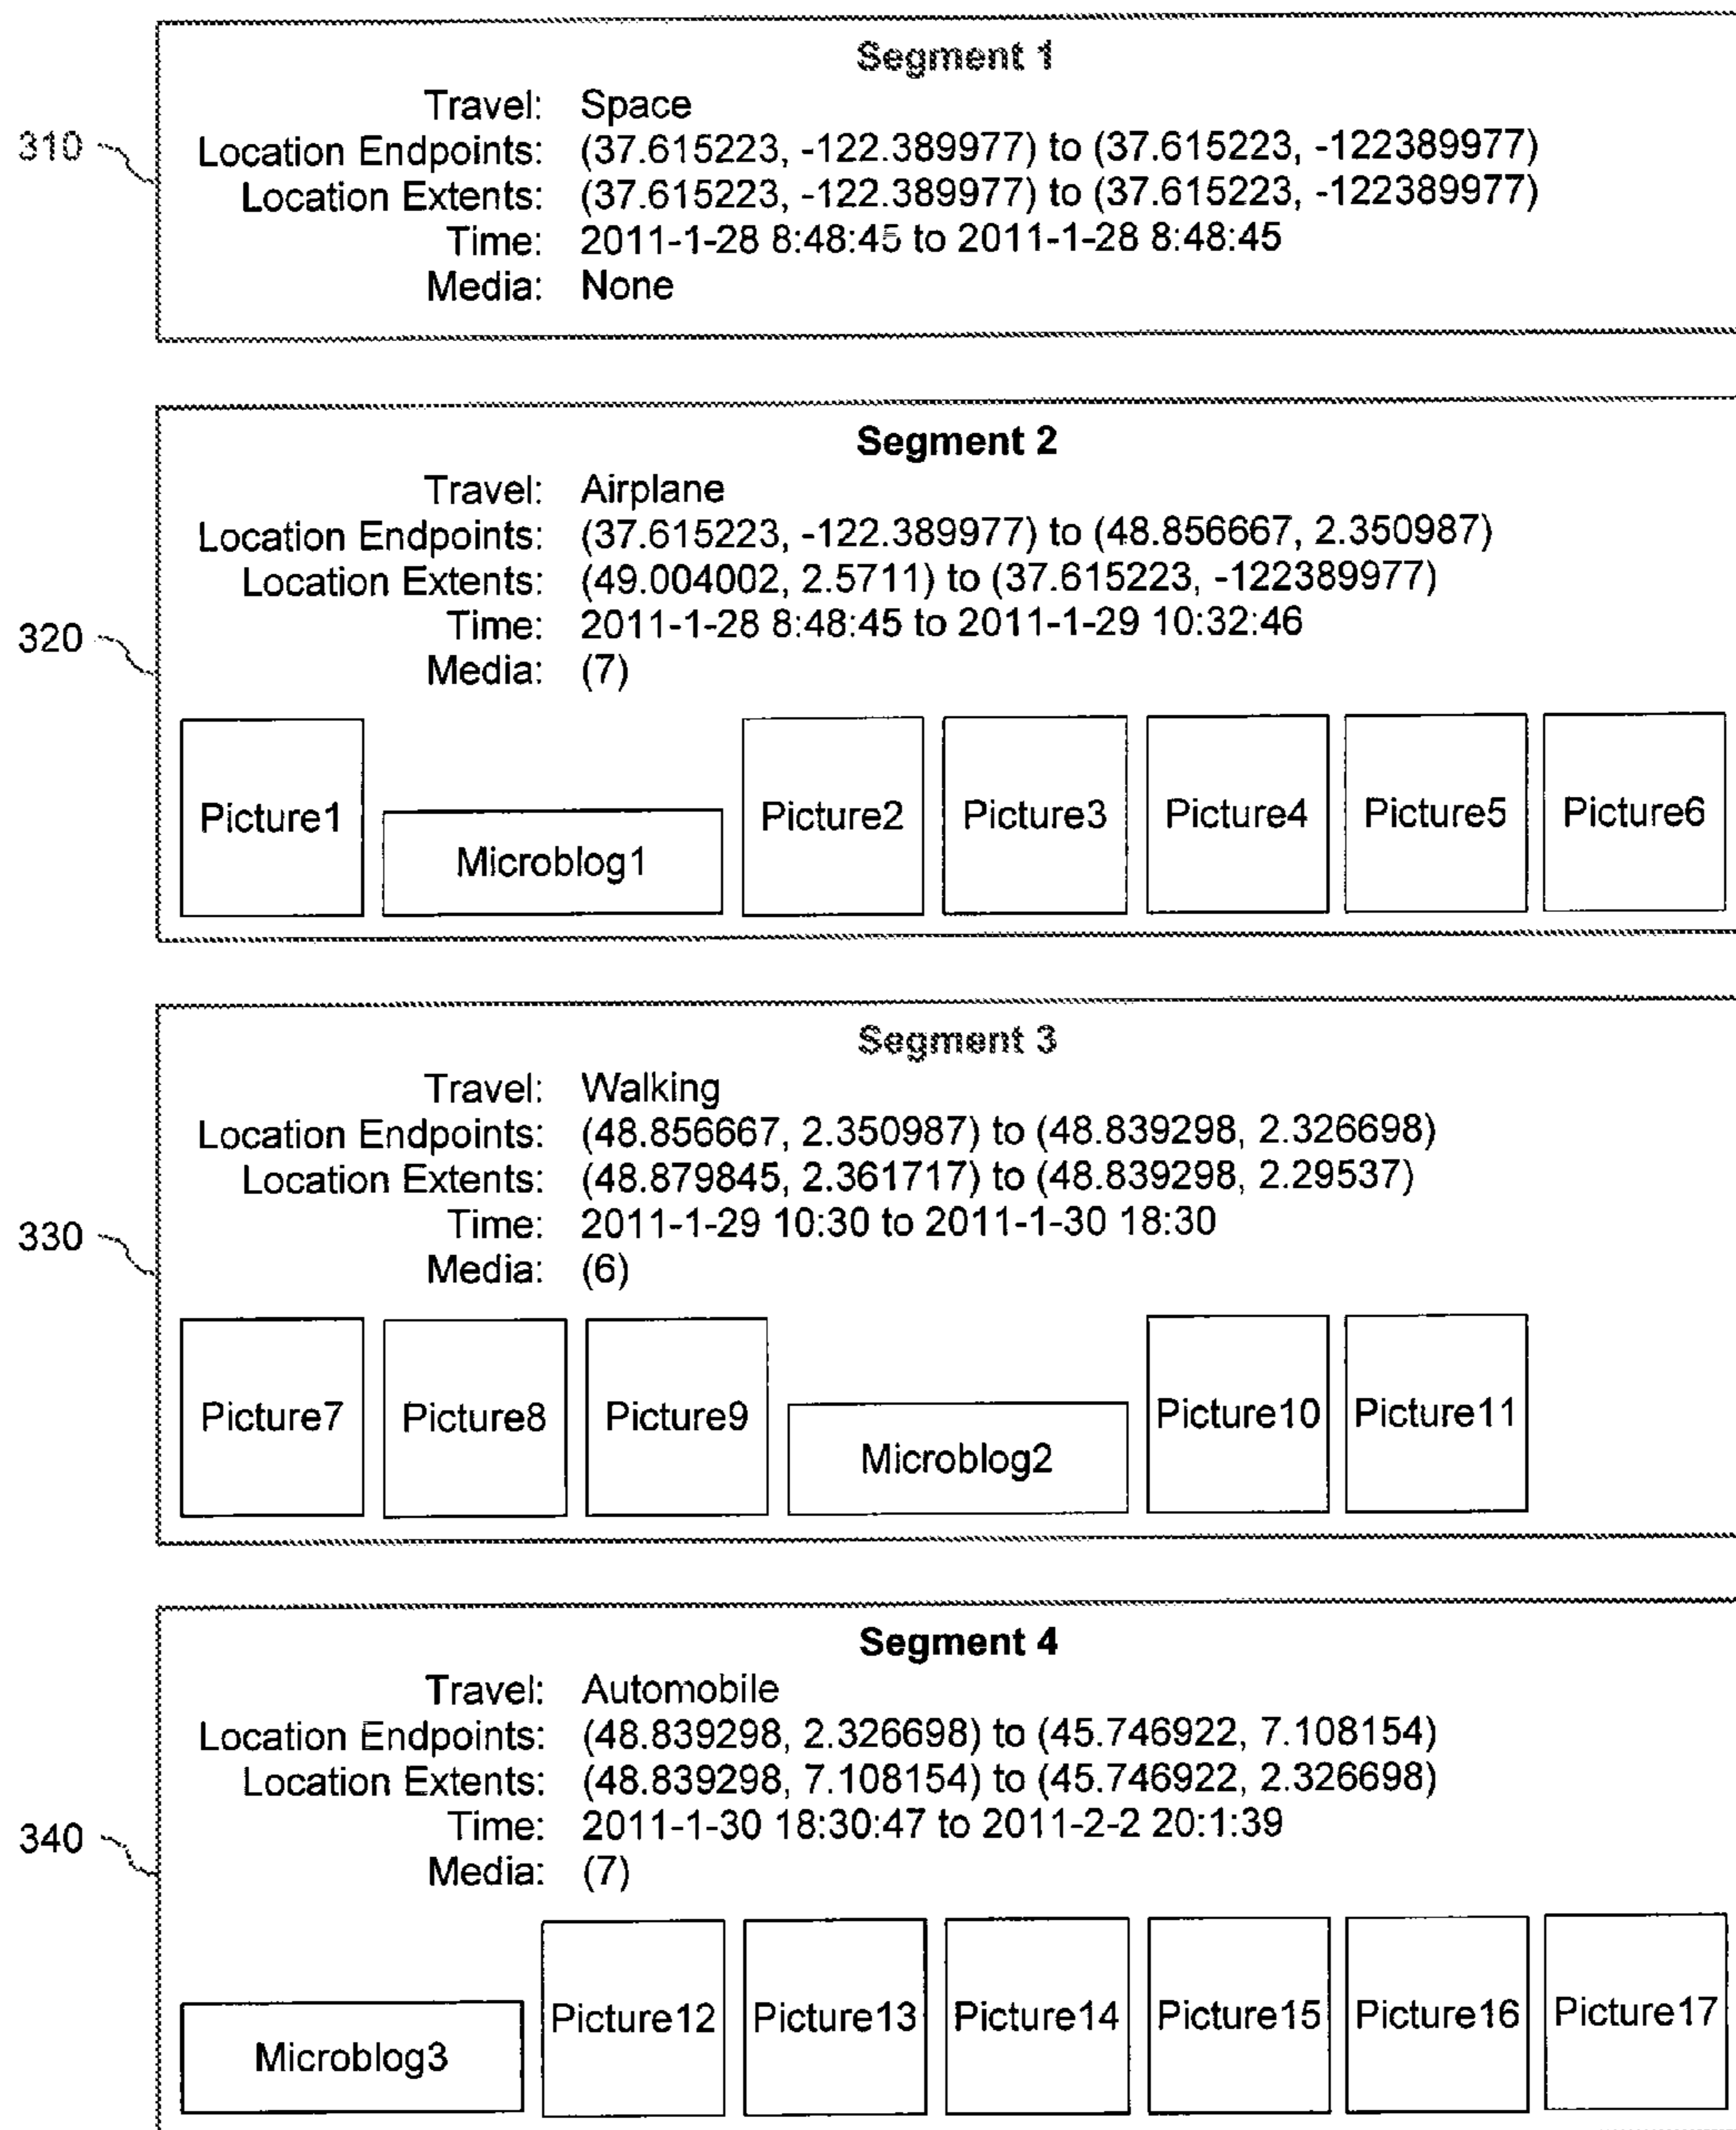 Segment 1
Travel: Space
310
Location Endpoints: (37.615223, -122.389977) to (37.615223, -122389977)
Location Extents: (37.615223, -122.389977) to (37.615223, -122389977)
Time: 2011-1-28 8:48:45 to 2011-1-28 8:48:45
Media: None
Segment 2
Travel: Airplane
Location Endpoints: (37.615223, -122.389977) to (48.856667, 2.350987)
Location Extents: (49.004002, 2.5711) to (37.615223, -122389977)
320
Time: 2011-1-28 8:48:45 to 2011-1-29 10:32:46
Media: (7)
Picture1 Microblog1 Picture2 Picture3 Picture4 Picture5 Picture6
Segment 3
Travel: Walking
Location Endpoints: (48.856667, 2.350987) to (48.839298, 2.326698)
Location Extents: (48.879845, 2.361717) to (48.839298, 2.29537)
330
Time: 2011-1-29 10:30 to 2011-1-30 18:30
Media: (6)
Picture7 Picture8 Picture9 Microblog2 Picture10 Picture11
Segment 4
Travel: Automobile
Location Endpoints: (48.839298, 2.326698) to (45.746922, 7.108154)
Location Extents: (48.839298, 7.108154) to (45.746922, 2.326698)
340
Time: 2011-1-30 18:30:47 to 2011-2-2 20:1:39
Media: (7)
Microblog3 Picture12 Picture13 Picture14 Picture15 Picture16 Picture17